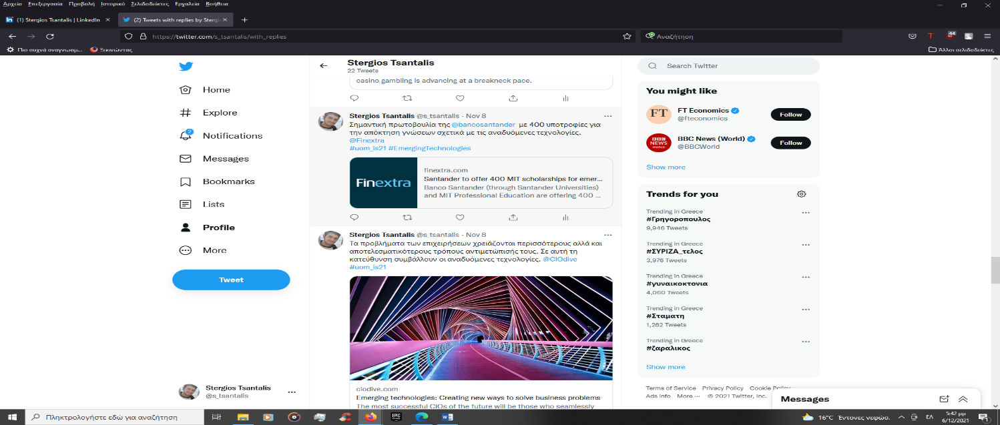 Αρχείο Επεξεργασία Προβολή Ιστορικό Σελιδοδείκτες Εργαλεία Βοήθεια
(1) Stergios Tsantalis | LinkedIn
(2) Tweets with replies by Stergi
https://twitter.com/s_tsantalis/with_replies
Αναζήτηση
44
Πιο συχνά αναγνωσμ...
Ξεκινώντας
Άλλοι σελιδοδείκτες
Home
Explore
2
Notifications
Messages
Bookmarks
Lists
Profile
More
Tweet
Stergios Tsantalis
@s_tsantalis
Stergios Tsantalis
22 Tweets
casino gambling is advancing at a breakneck pace.
Stergios Tsantalis @s_tsantalis · Nov 8
Σημαντική πρωτοβουλία της @bancosantander με 400 υποτροφίες για
την απόκτηση γνώσεων σχετικά με τις αναδυόμενες τεχνολογίες.
@Finextra
#uom_is21 #EmergingTechnologies
Finextra
finextra.com
Santander to offer 400 MIT scholarships for emer...
Banco Santander (through Santander Universities)
and MIT Professional Education are offering 400 ...
Stergios Tsantalis @s_tsantalis · Nov 8
Τα προβλήματα των επιχειρήσεων χρειάζονται περισσότερους αλλά και
αποτελεσματικότερους τρόπους αντιμετώπισής τους. Σε αυτή τη
κατεύθυνση συμβάλλουν οι αναδυόμενες τεχνολογίες. @CIOdive
#uom_is21
ciodive.com
Emerging technologies: Creating new ways to solve business problems
The most successful CIOs of the future will be those who seamlessly
Search Twitter
You might like
FT
FT Economics
@fteconomics
Follow
BBC
NEWS
WORLD
BBC News (World)
@BBCWorld
Follow
Show more
Trends for you
Trending in Greece
#Γρηγοροπουλος
9,946 Tweets
Trending in Greece
#ΣΥΡΙΖΑ_τελος
3,976 Tweets
Trending in Greece
#γυναικοκτονια
4,060 Tweets
Trending in Greece
#Σταματη
1,282 Tweets
Trending in Greece
#ζαραλικος
Show more
Terms of Service Privacy Policy Cookie Policy
Ads info More ··· © 2021 Twitter, Inc.
Messages
Πληκτρολογήστε εδώ για αναζήτηση
EPIC
16°C Έντονες νεφώσ.
ΕΛ
5:42 μμ
6/12/2021
1